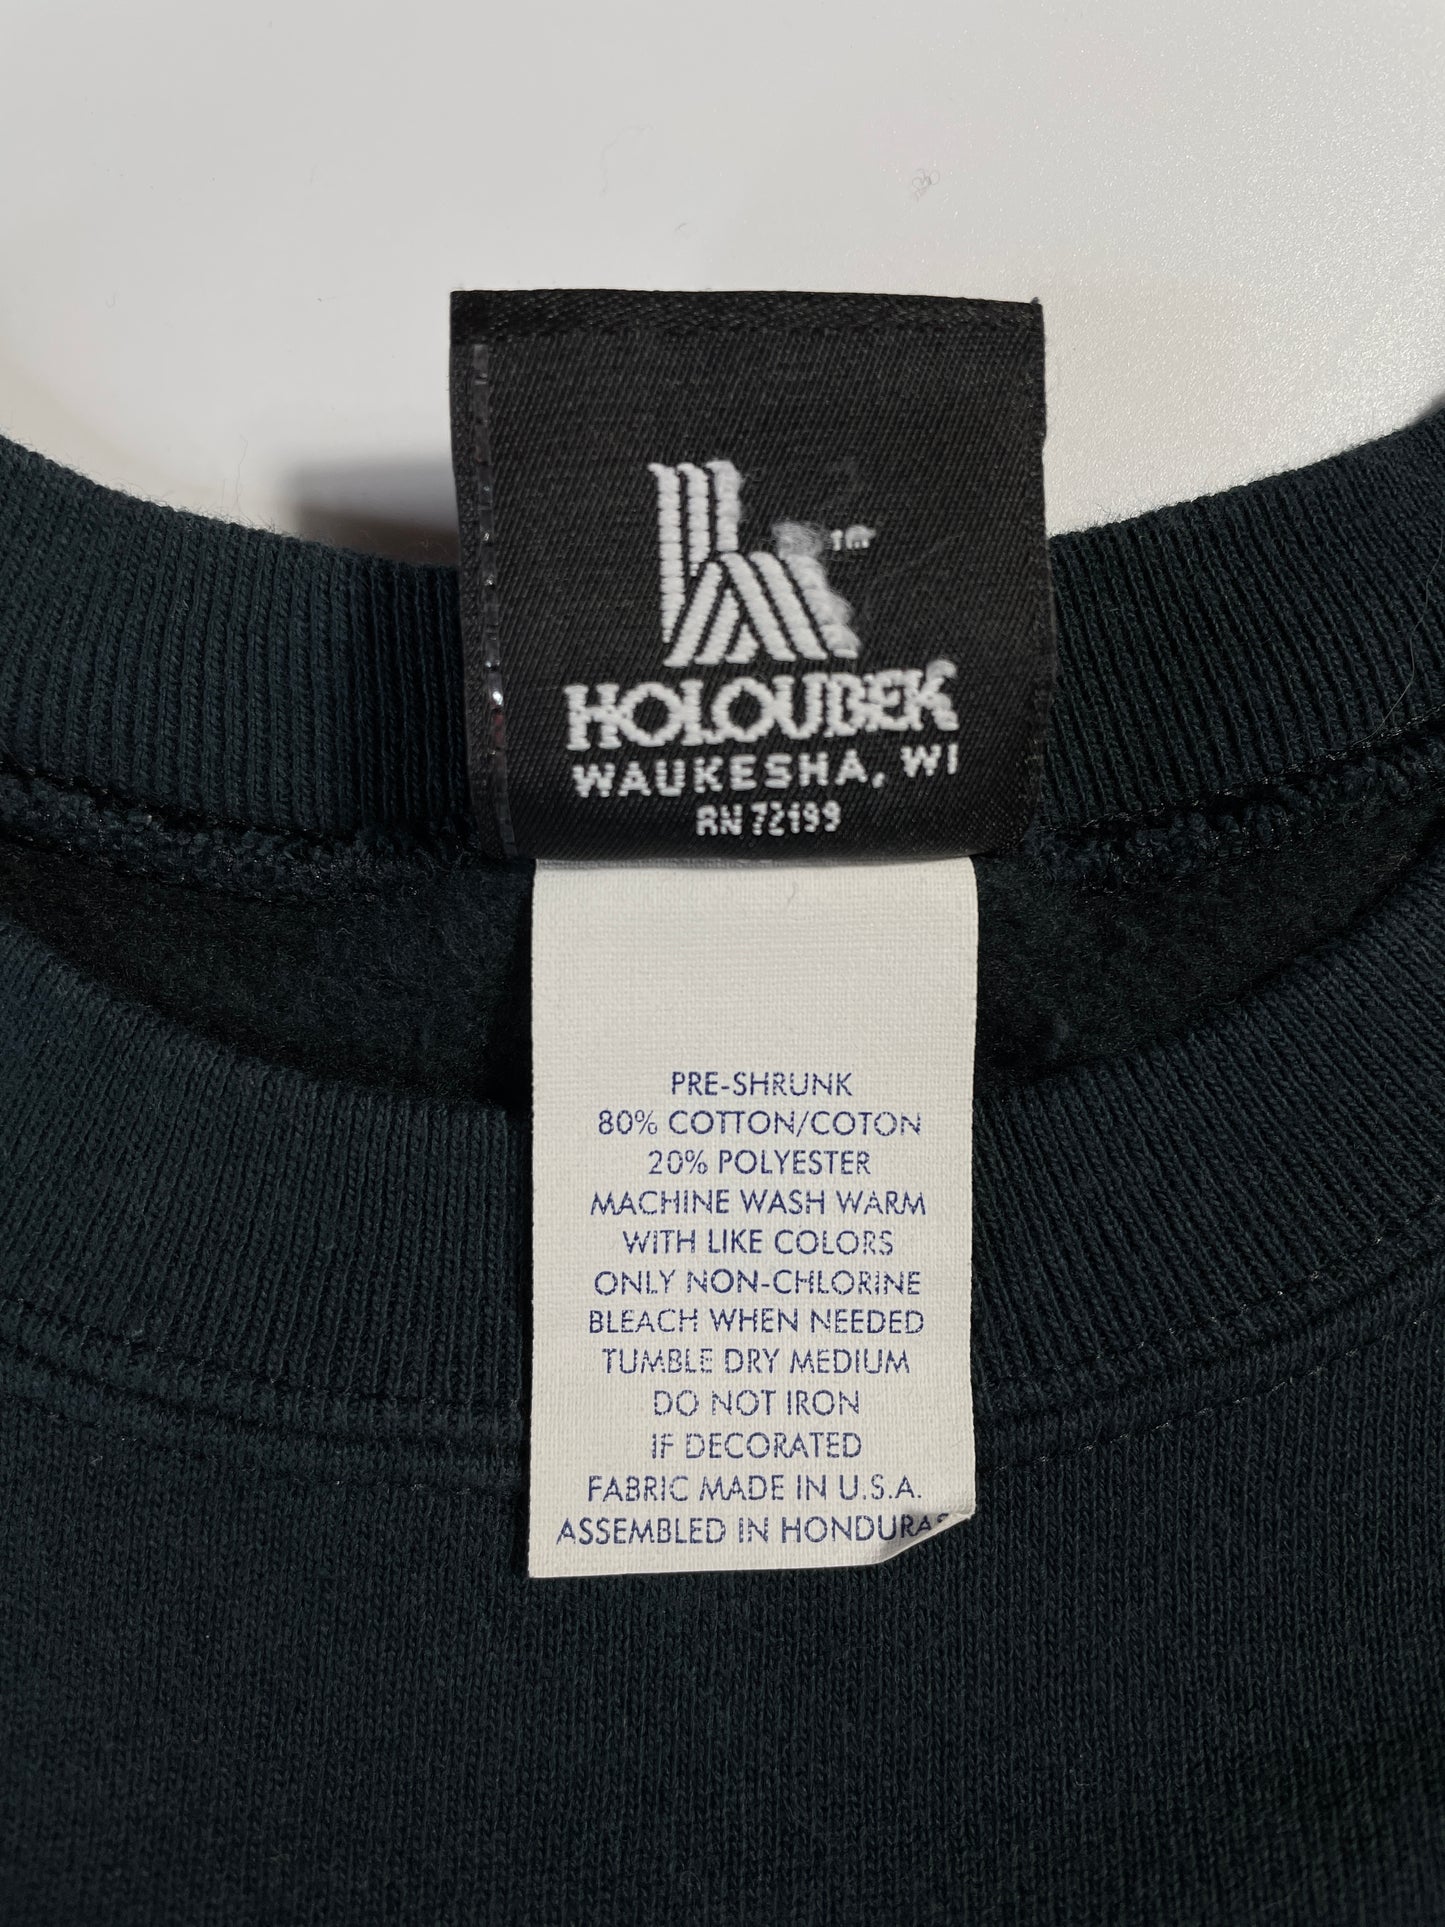 TM
HOLOUBEK
WAUKESHA, WI
RN 72199
PRE-SHRUNK
80% COTTON/COTON
20% POLYESTER
MACHINE WASH WARM
WITH LIKE COLORS
ONLY NON-CHLORINE
BLEACH WHEN NEEDED
TUMBLE DRY MEDIUM
DO NOT IRON
IF DECORATED
FABRIC MADE IN U.S.A.
ASSEMBLED IN HONDURAS